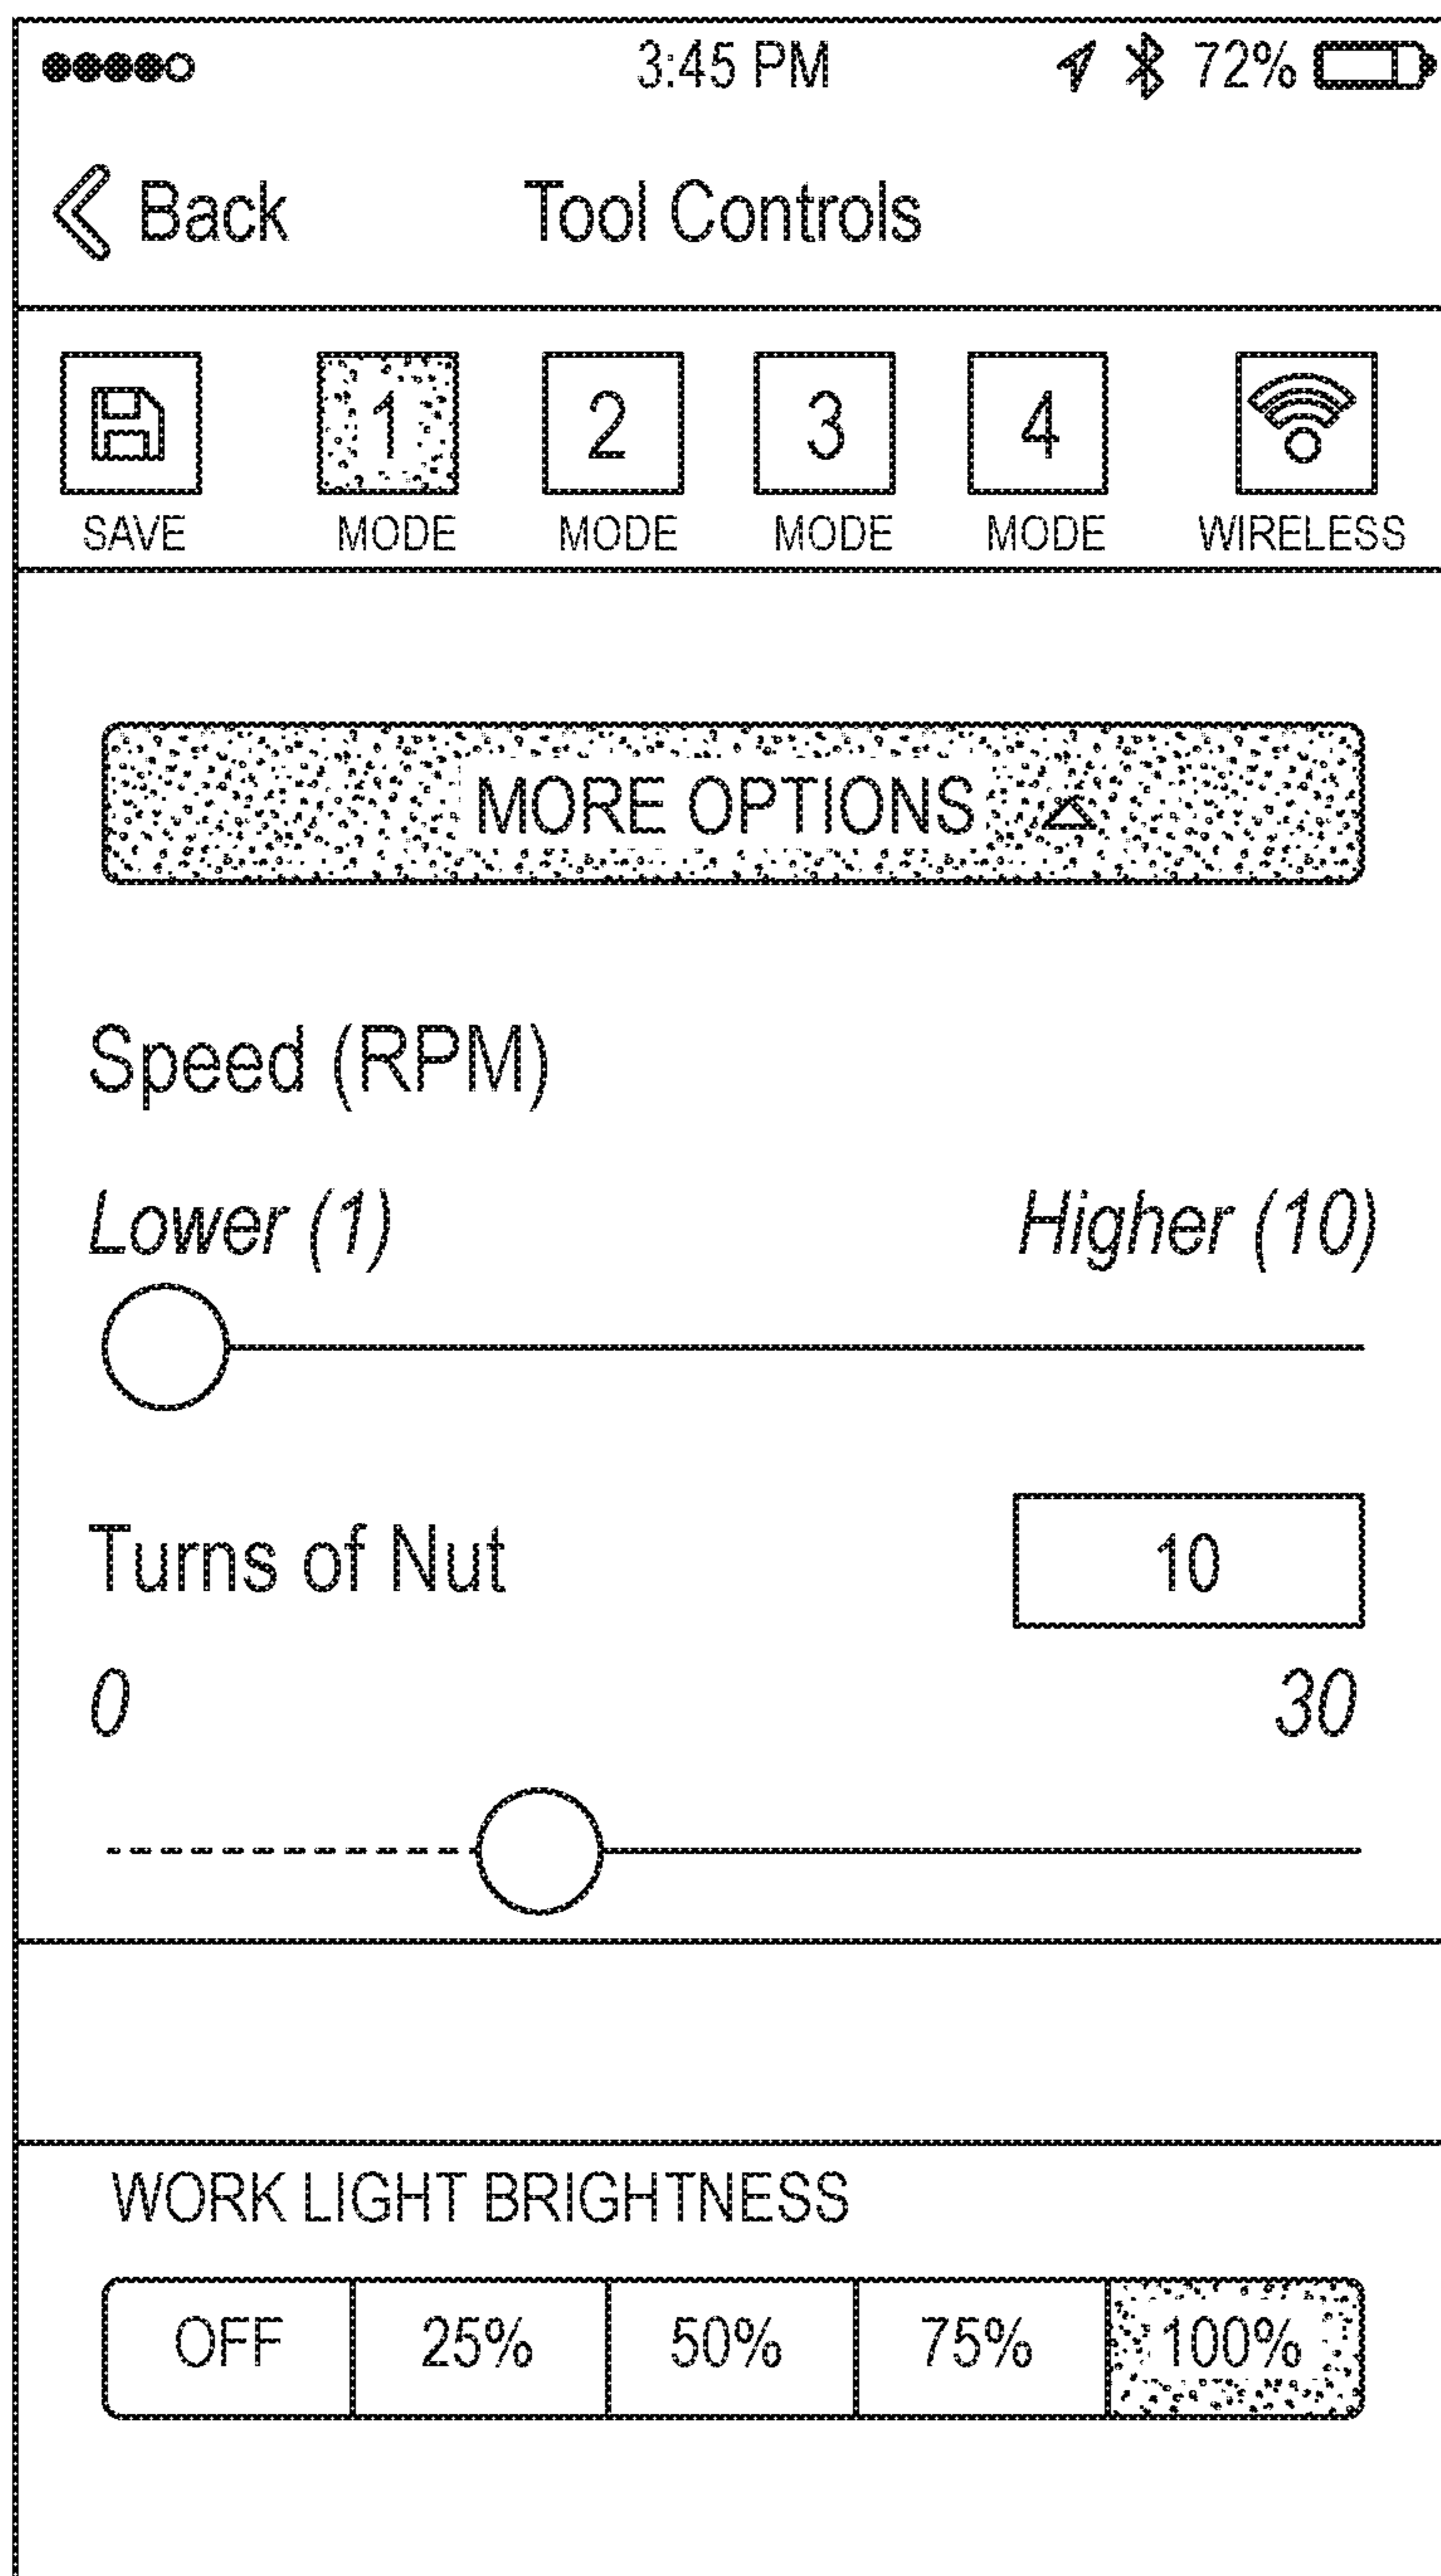 3:45 PM 72%
Back Tool Controls
1 2 3 4
SAVE MODE MODE MODE MODE WIRELESS
MORE OPTIONS
Speed (RPM)
Lower (1) Higher (10)
Turns of Nut 10
0 30
WORK LIGHT BRIGHTNESS
OFF 25% 50% 75% 100%